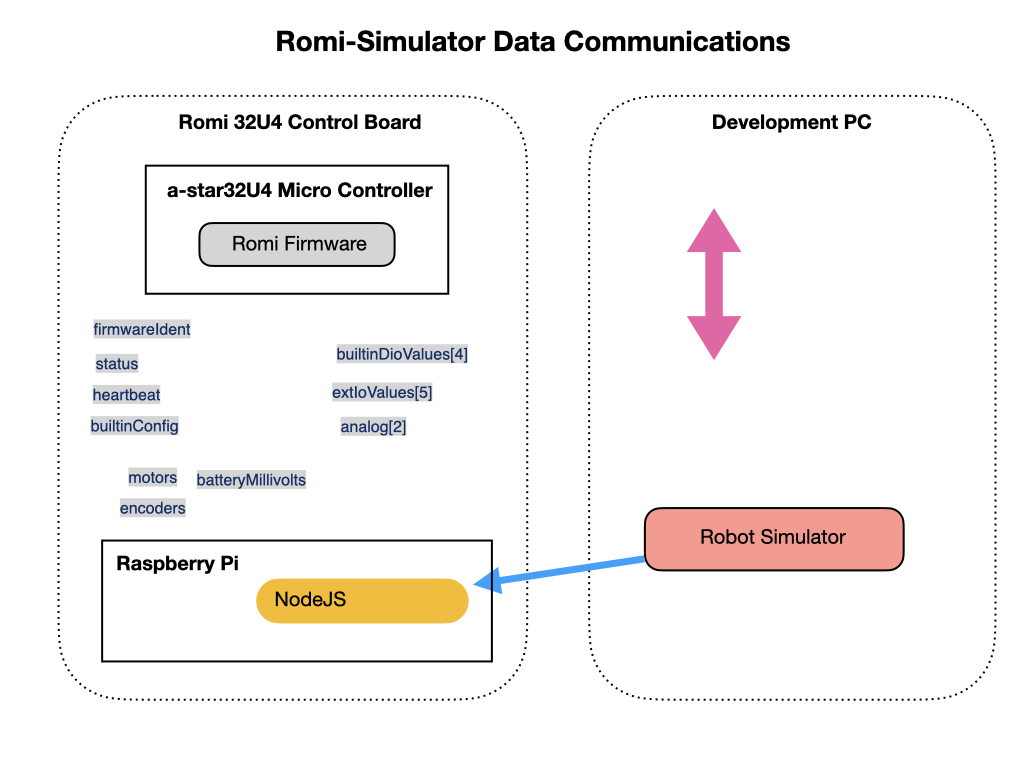 Romi-Simulator Data Communications
Romi 32U4 Control Board
a-star32U4 Micro Controller
Romi Firmware
firmwareIdent
status
heartbeat
builtinConfig
builtinDioValues[4]
extIoValues[5]
analog[2]
motors
batteryMillivolts
encoders
Raspberry Pi
NodeJS
Development PC
Robot Simulator